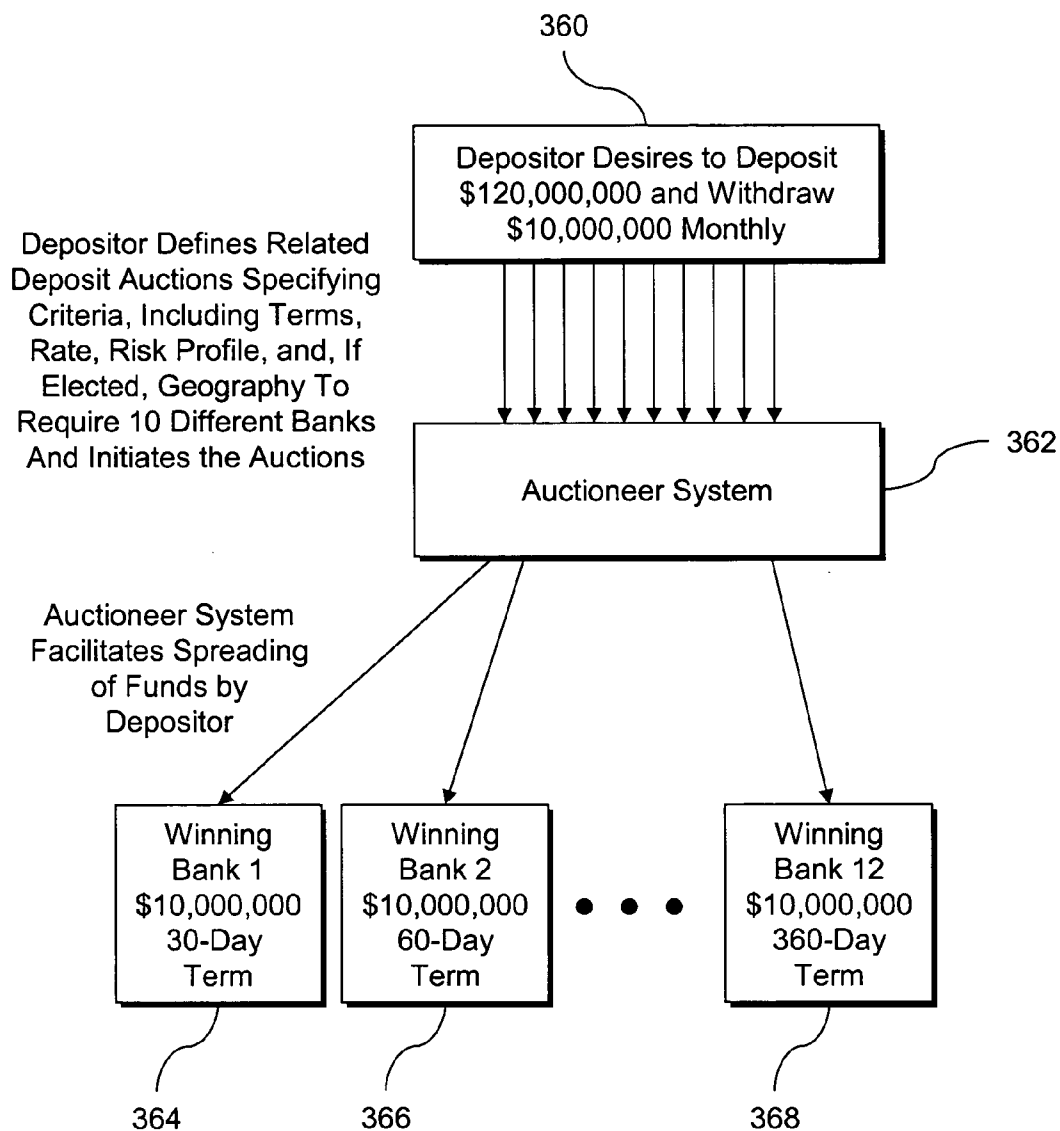 360
Depositor Desires to Deposit
$120,000,000 and Withdraw
$10,000,000 Monthly
Depositor Defines Related
Deposit Auctions Specifying
Criteria, Including Terms,
Rate, Risk Profile, and, If
Elected, Geography To
Require 10 Different Banks
And Initiates the Auctions
362
Auctioneer System
Auctioneer System
Facilitates Spreading
of Funds by
Depositor
Winning
Bank 1
$10,000,000
30-Day
Term
Winning
Bank 2
$10,000,000
60-Day
Term
Winning
Bank 12
$10,000,000
360-Day
Term
364
366
368